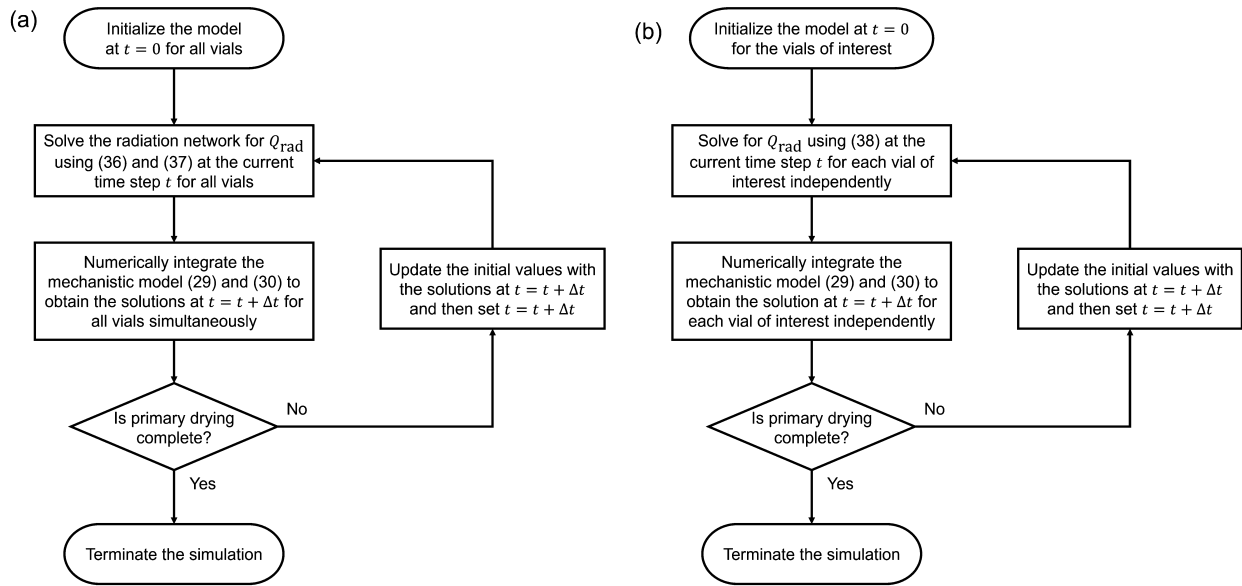 (a)
Initialize the model
at t = 0 for all vials
Solve the radiation network for Qrad
using (36) and (37) at the current
time step t for all vials
Numerically integrate the
mechanistic model (29) and (30) to
obtain the solutions at t = t + Δt for
all vials simultaneously
Update the initial values with
the solutions at t = t + Δt
and then set t = t + Δt
Is primary drying
complete?
No
Yes
Terminate the simulation
(b)
Initialize the model at t = 0
for the vials of interest
Solve for Qrad using (38) at the
current time step t for each vial of
interest independently
Numerically integrate the
mechanistic model (29) and (30) to
obtain the solution at t = t + Δt for
each vial of interest independently
Update the initial values with
the solutions at t = t + Δt
and then set t = t + Δt
Is primary drying
complete?
No
Yes
Terminate the simulation